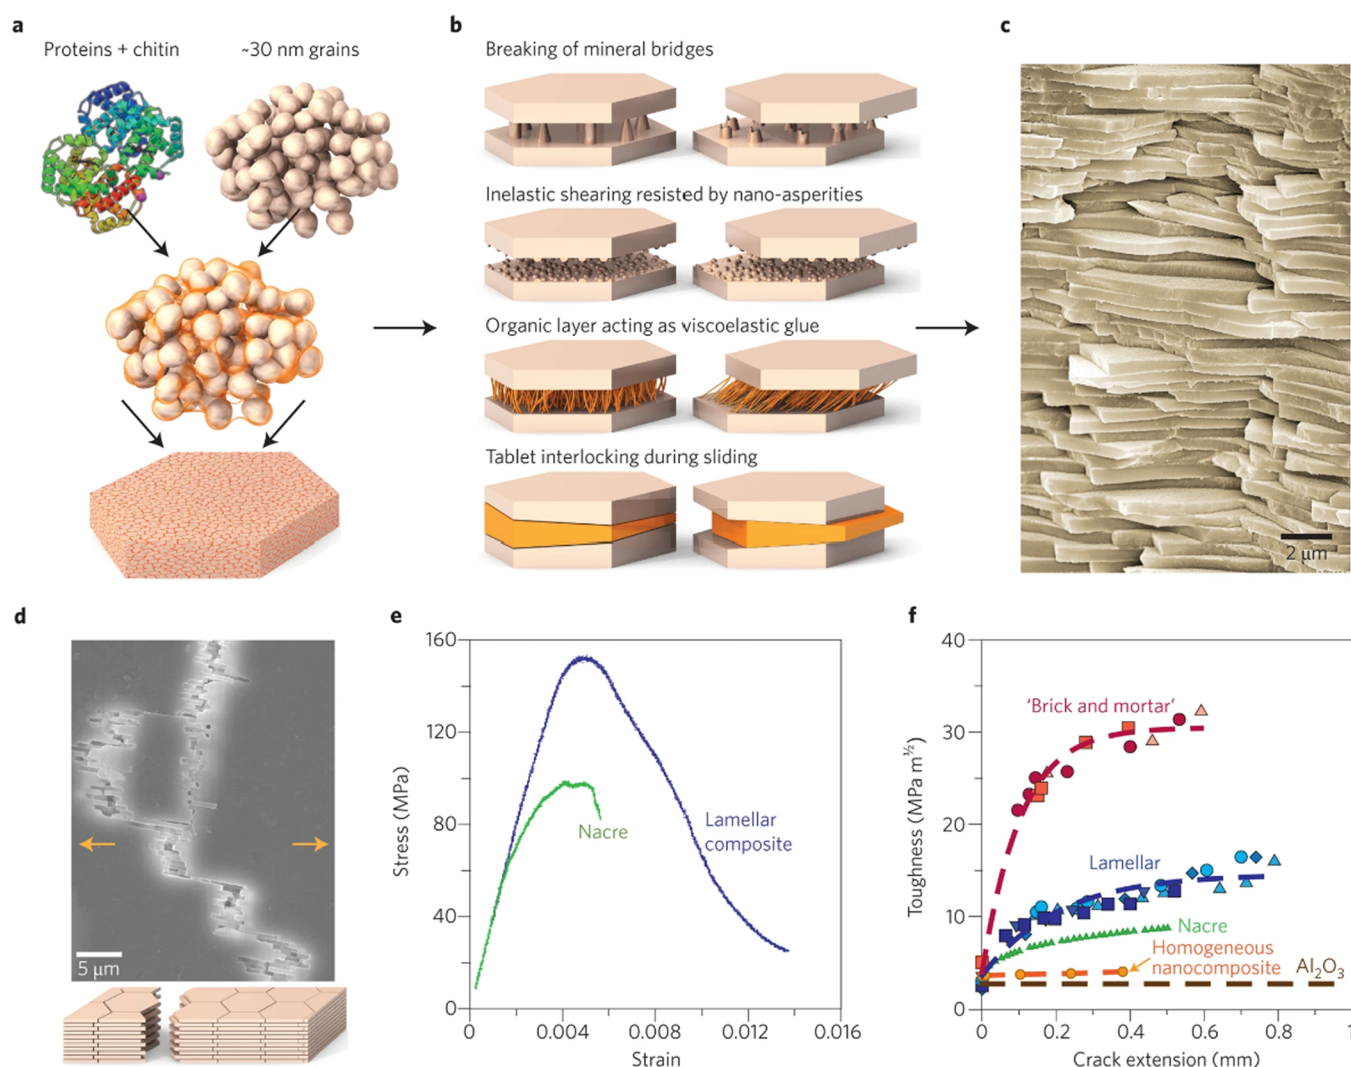 a
Proteins + chitin
~30 nm grains
b
Breaking of mineral bridges
Inelastic shearing resisted by nano-asperities
Organic layer acting as viscoelastic glue
Tablet interlocking during sliding
c
2 μm
d
5 μm
e
160
120
80
40
0
Stress (MPa)
Nacre
Lamellar
composite
0
0.004
0.008
0.012
0.016
Strain
f
40
30
20
10
0
Toughness (MPa m½)
'Brick and mortar'
Lamellar
Nacre
Homogeneous
nanocomposite
Al₂O₃
0
0.2
0.4
0.6
0.8
1
Crack extension (mm)